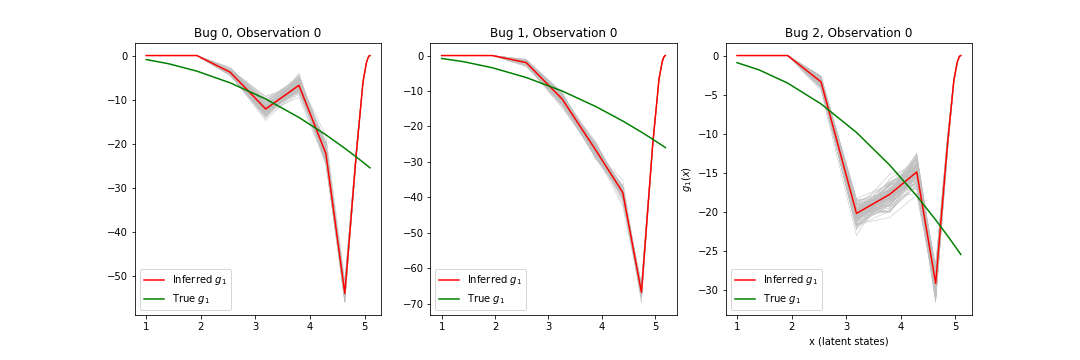 Bug 0, Observation 0
0
−10
−20
−30
−40
−50
1 2 3 4 5
Inferred g₁
True g₁
Bug 1, Observation 0
0
−10
−20
−30
−40
−50
−60
−70
1 2 3 4 5
Inferred g₁
True g₁
Bug 2, Observation 0
g₁(x)
0
−5
−10
−15
−20
−25
−30
1 2 3 4 5
x (latent states)
Inferred g₁
True g₁